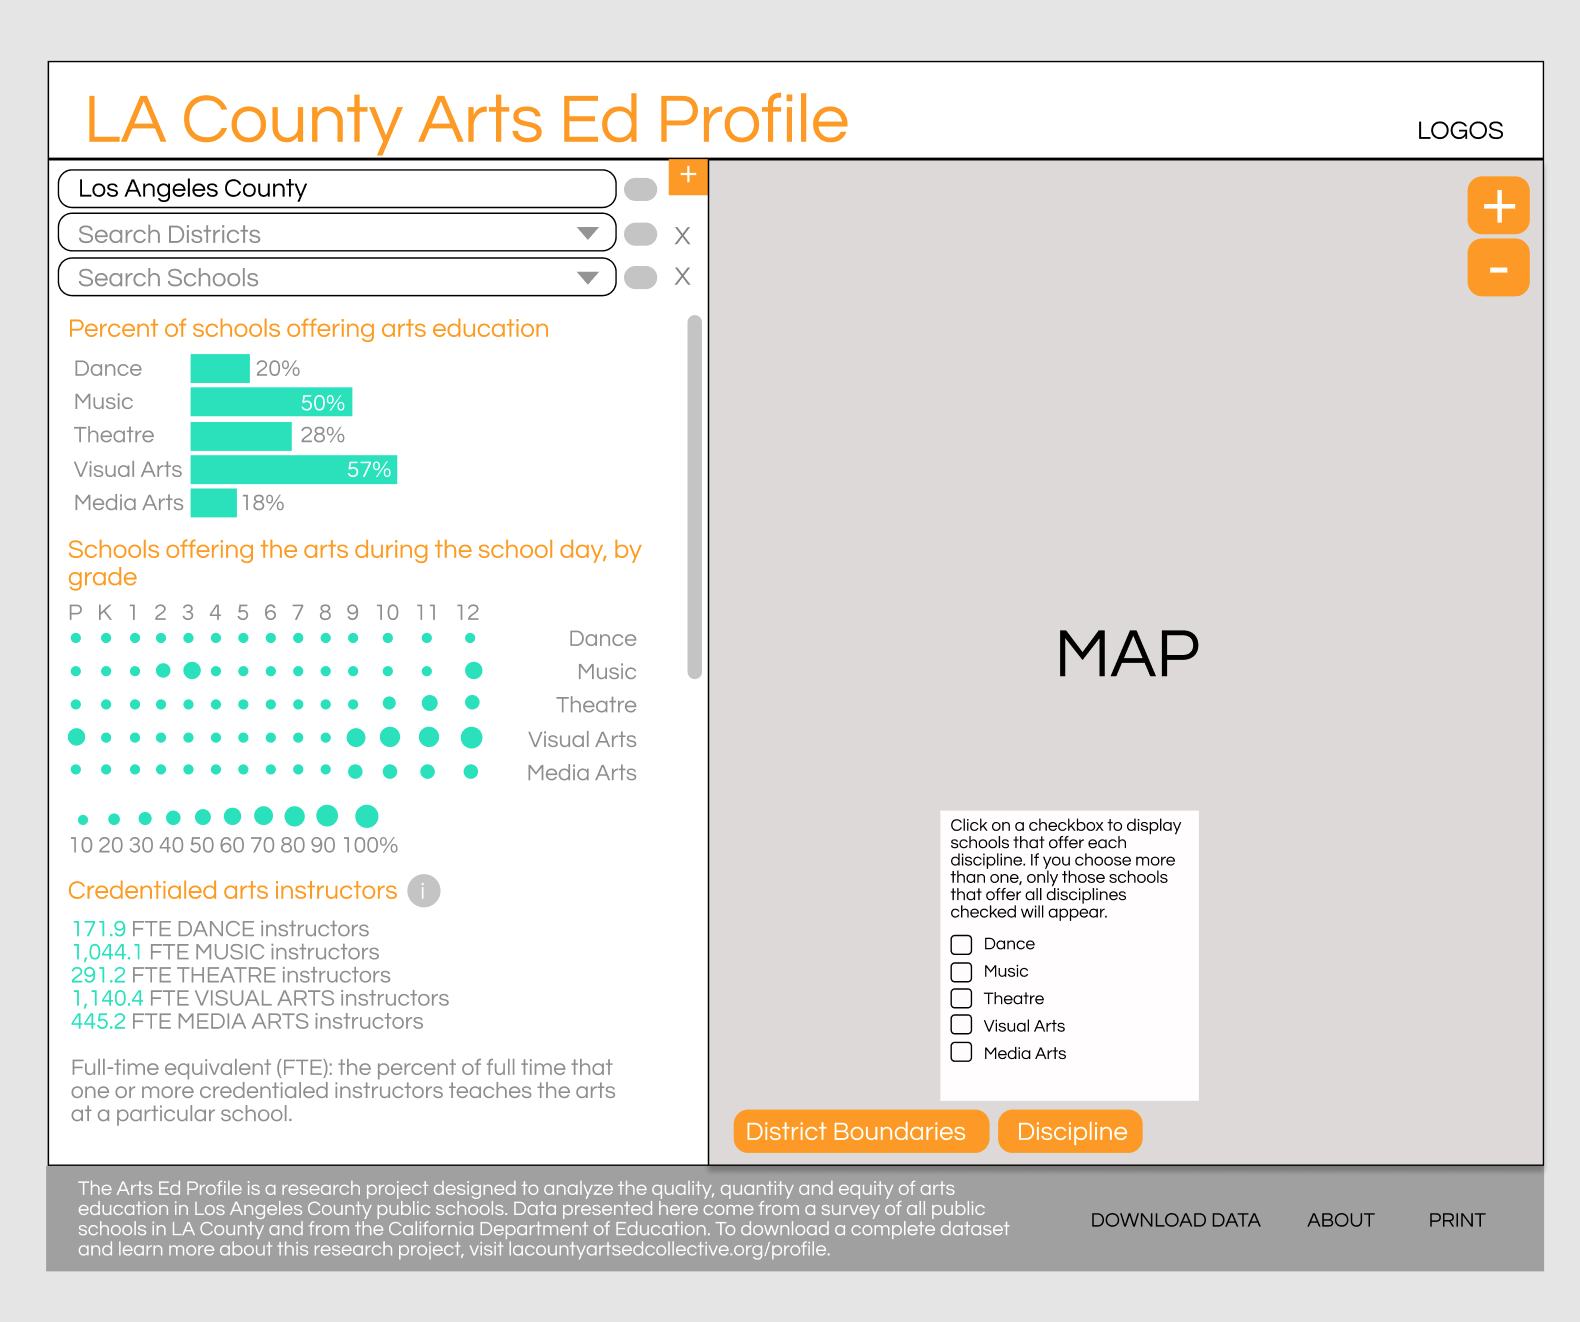 LA County Arts Ed Profile
LOGOS
Los Angeles County
+
Search Districts
X
Search Schools
X
Percent of schools offering arts education
Dance 20%
Music 50%
Theatre 28%
Visual Arts 57%
Media Arts 18%
Schools offering the arts during the school day, by
grade
P K 1 2 3 4 5 6 7 8 9 10 11 12
Dance
Music
Theatre
Visual Arts
Media Arts
10 20 30 40 50 60 70 80 90 100%
Credentialed arts instructors i
171.9 FTE DANCE instructors
1,044.1 FTE MUSIC instructors
291.2 FTE THEATRE instructors
1,140.4 FTE VISUAL ARTS instructors
445.2 FTE MEDIA ARTS instructors
Full-time equivalent (FTE): the percent of full time that
one or more credentialed instructors teaches the arts
at a particular school.
+
-
MAP
Click on a checkbox to display
schools that offer each
discipline. If you choose more
than one, only those schools
that offer all disciplines
checked will appear.
Dance
Music
Theatre
Visual Arts
Media Arts
District Boundaries
Discipline
The Arts Ed Profile is a research project designed to analyze the quality, quantity and equity of arts
education in Los Angeles County public schools. Data presented here come from a survey of all public
schools in LA County and from the California Department of Education. To download a complete dataset
and learn more about this research project, visit lacountyartsedcollective.org/profile.
DOWNLOAD DATA
ABOUT
PRINT